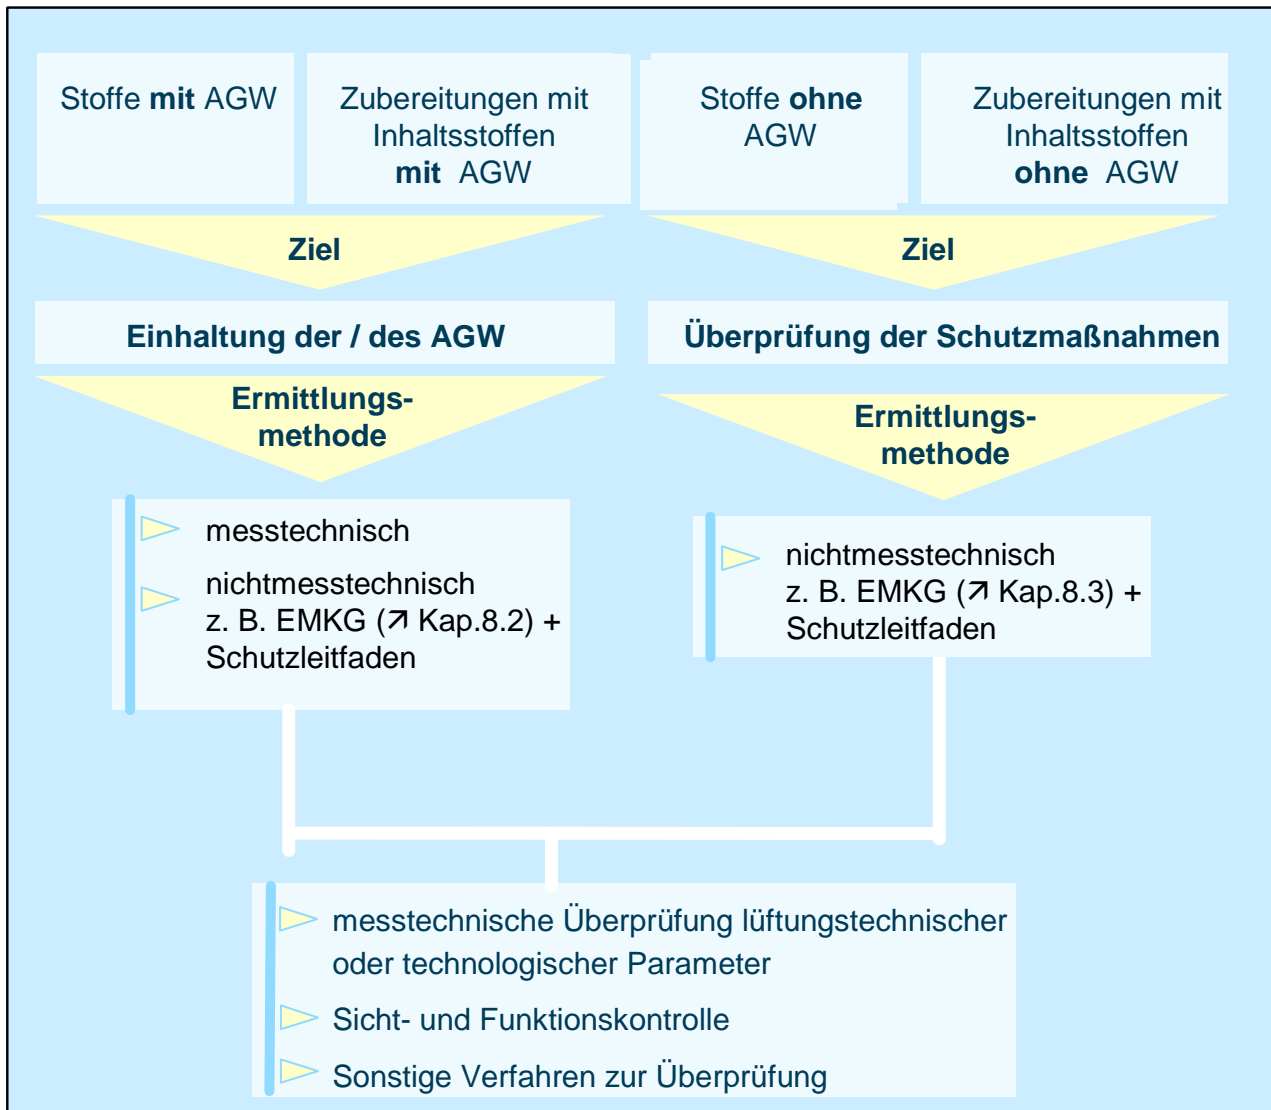 Stoffe mit AGW
Zubereitungen mit
Inhaltsstoffen
mit AGW
Stoffe ohne
AGW
Zubereitungen mit
Inhaltsstoffen
ohne AGW
Ziel
Ziel
Einhaltung der / des AGW
Überprüfung der Schutzmaßnahmen
Ermittlungs-
methode
Ermittlungs-
methode
messtechnisch
nichtmesstechnisch
z. B. EMKG (↗ Kap.8.2) +
Schutzleitfaden
nichtmesstechnisch
z. B. EMKG (↗ Kap.8.3) +
Schutzleitfaden
messtechnische Überprüfung lüftungstechnischer
oder technologischer Parameter
Sicht- und Funktionskontrolle
Sonstige Verfahren zur Überprüfung